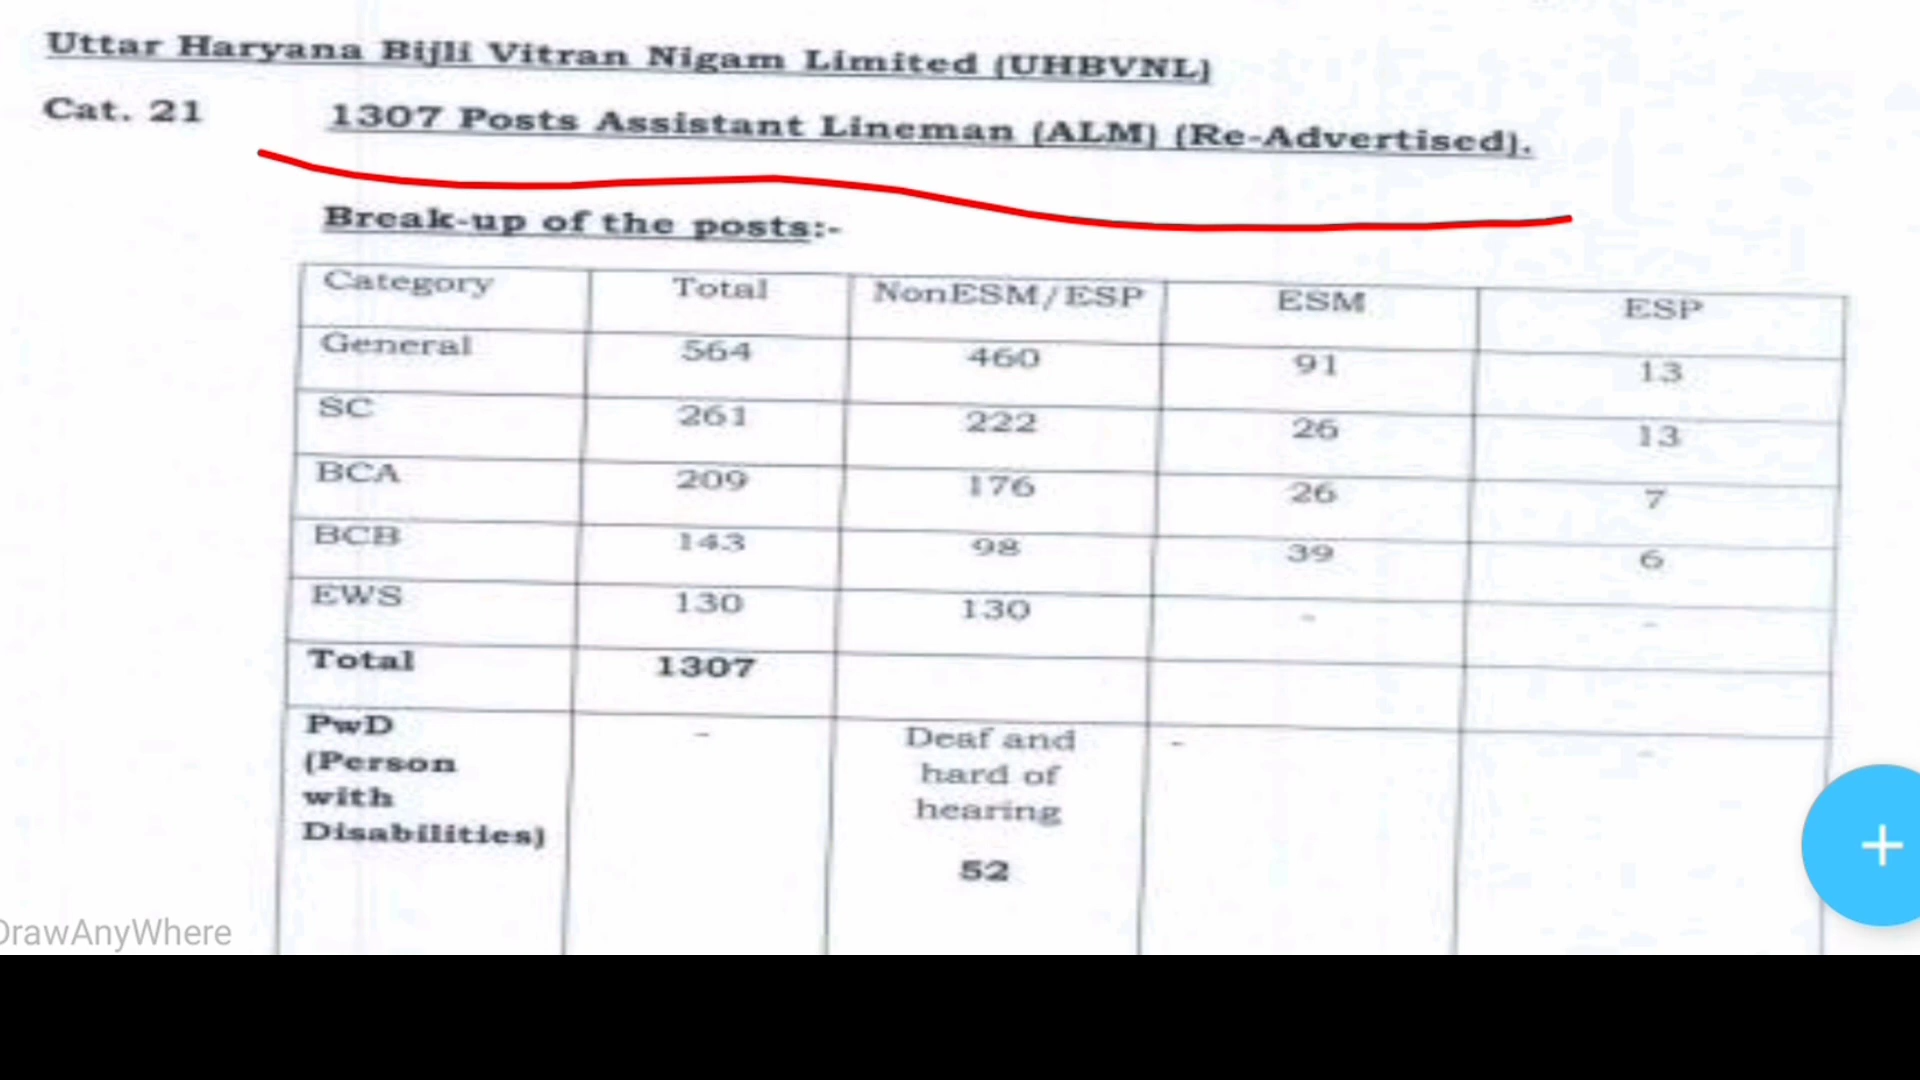 Uttar Haryana Bijli Vitran Nigam Limited (UHBVNL)
Cat. 21 1307 Posts Assistant Lineman (ALM) (Re-Advertised).
Break-up of the posts:-
Category Total NonESM/ESP ESM ESP
General 564 460 91 13
SC 261 222 26 13
BCA 209 176 26 7
BCB 143 98 39 6
EWS 130 130 - -
Total 1307
PwD (Person with Disabilities) - Deaf and hard of hearing 52 - -
DrawAnyWhere
+